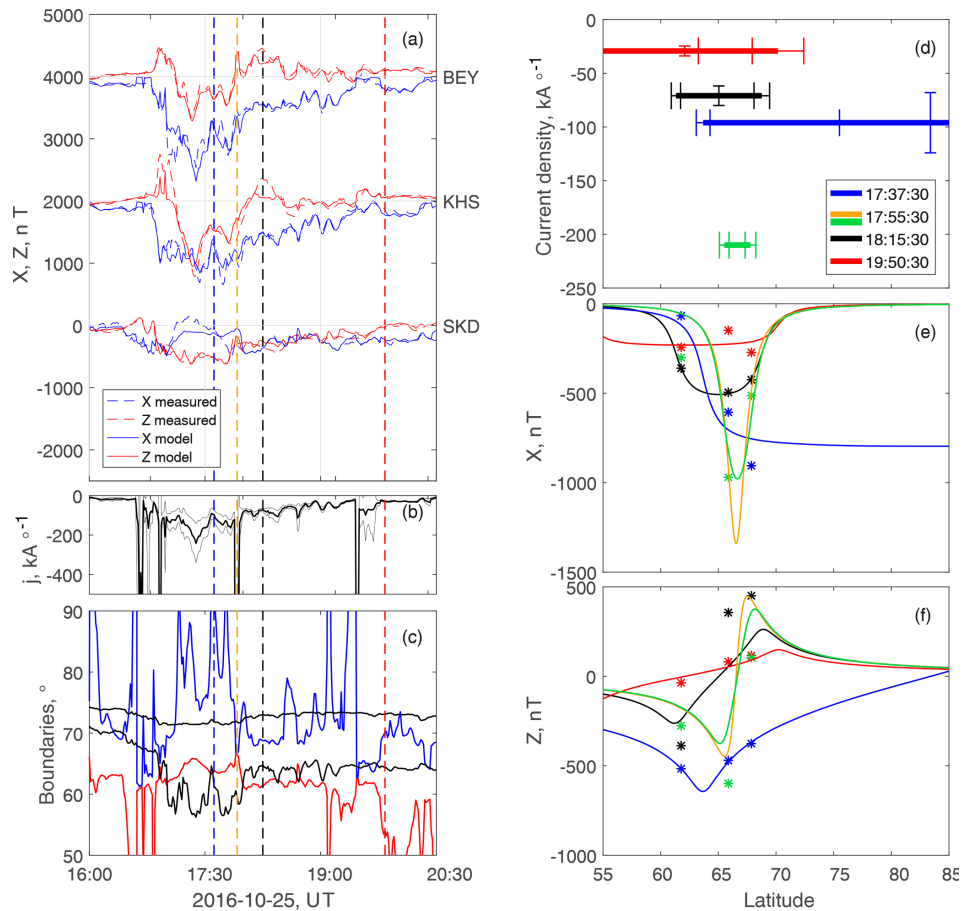 5000
4000
3000
2000
1000
0
-1000
-2000
X, Z, n T
(a)
BEY
KHS
SKD
X measured
Z measured
X model
Z model
0
-200
-400
j, kA °⁻¹
(b)
90
80
70
60
50
Boundaries, °
(c)
16:00
17:30
19:00
20:30
2016-10-25, UT
0
-50
-100
-150
-200
-250
Current density, kA °⁻¹
(d)
17:37:30
17:55:30
18:15:30
19:50:30
0
-500
-1000
-1500
X, nT
(e)
500
0
-500
-1000
Z, nT
(f)
55
60
65
70
75
80
85
Latitude